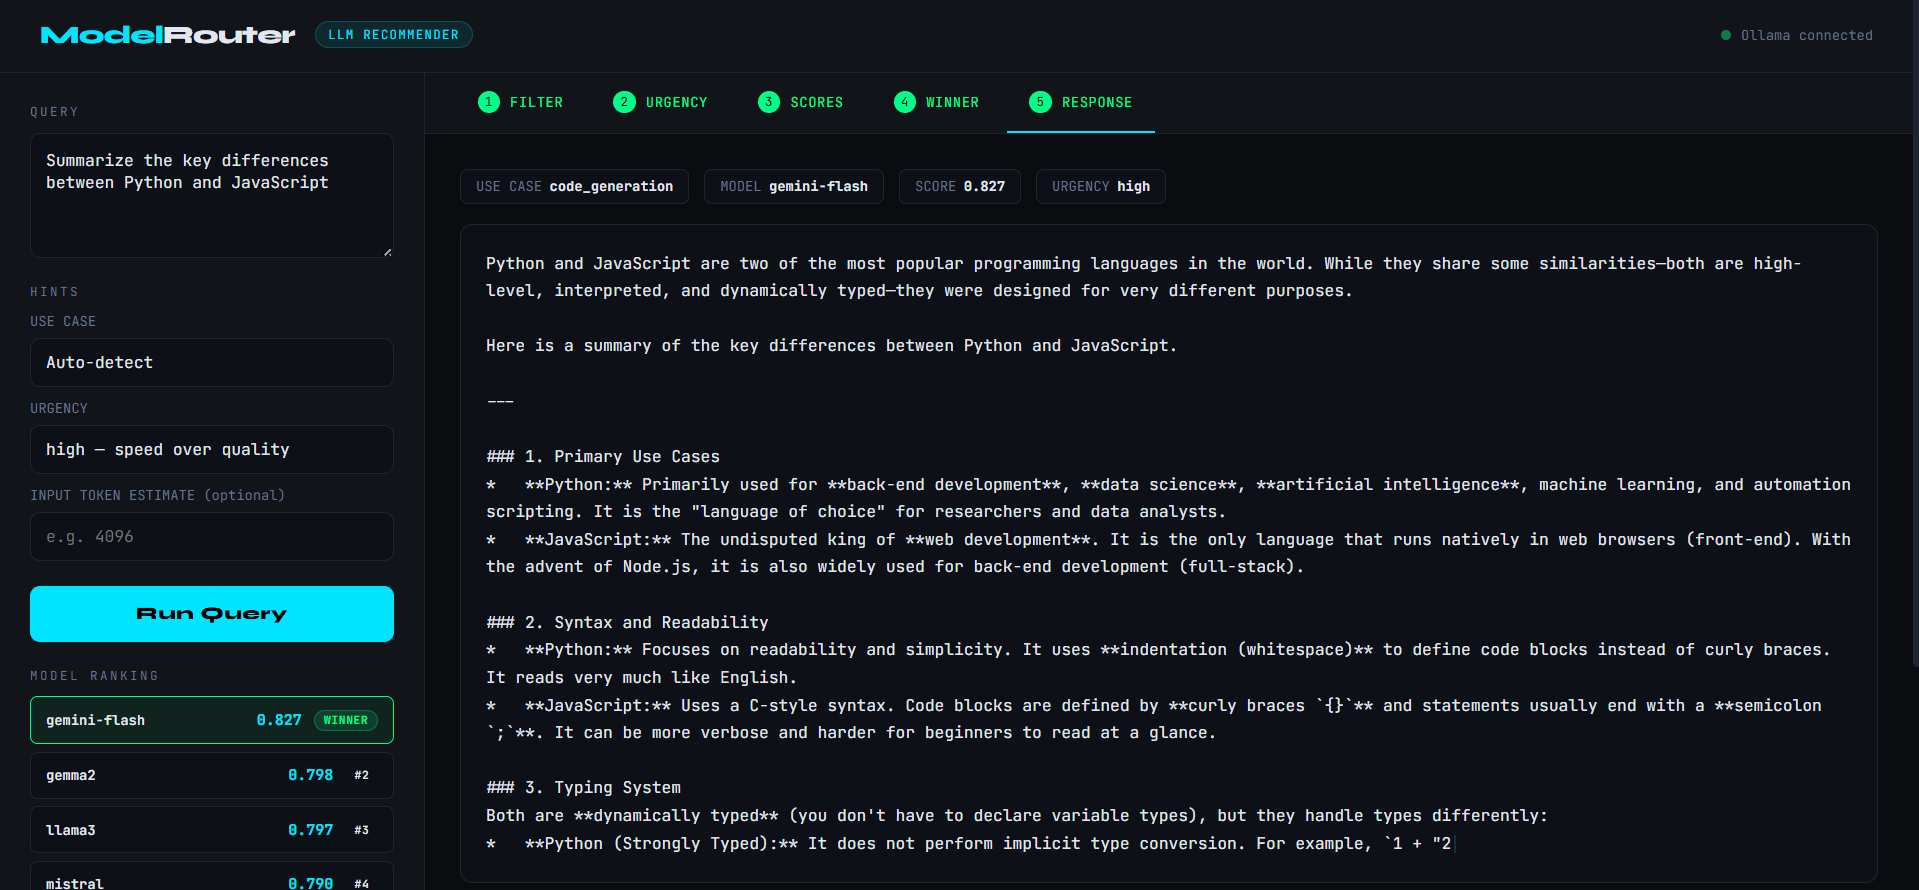 ModelRouter
LLM RECOMMENDER
Ollama connected
QUERY
Summarize the key differences
between Python and JavaScript
HINTS
USE CASE
Auto-detect
URGENCY
high — speed over quality
INPUT TOKEN ESTIMATE (optional)
e.g. 4096
Run Query
MODEL RANKING
gemini-flash 0.827 WINNER
gemma2 0.798 #2
llama3 0.797 #3
mistral 0.790 #4
1 FILTER
2 URGENCY
3 SCORES
4 WINNER
5 RESPONSE
USE CASE code_generation
MODEL gemini-flash
SCORE 0.827
URGENCY high
Python and JavaScript are two of the most popular programming languages in the world. While they share some similarities—both are high-
level, interpreted, and dynamically typed—they were designed for very different purposes.
Here is a summary of the key differences between Python and JavaScript.
---
### 1. Primary Use Cases
*   **Python:** Primarily used for **back-end development**, **data science**, **artificial intelligence**, machine learning, and automation
scripting. It is the "language of choice" for researchers and data analysts.
*   **JavaScript:** The undisputed king of **web development**. It is the only language that runs natively in web browsers (front-end). With
the advent of Node.js, it is also widely used for back-end development (full-stack).
### 2. Syntax and Readability
*   **Python:** Focuses on readability and simplicity. It uses **indentation (whitespace)** to define code blocks instead of curly braces.
It reads very much like English.
*   **JavaScript:** Uses a C-style syntax. Code blocks are defined by **curly braces `{}`** and statements usually end with a **semicolon
`;`**. It can be more verbose and harder for beginners to read at a glance.
### 3. Typing System
Both are **dynamically typed** (you don't have to declare variable types), but they handle types differently:
*   **Python (Strongly Typed):** It does not perform implicit type conversion. For example, `1 + "2